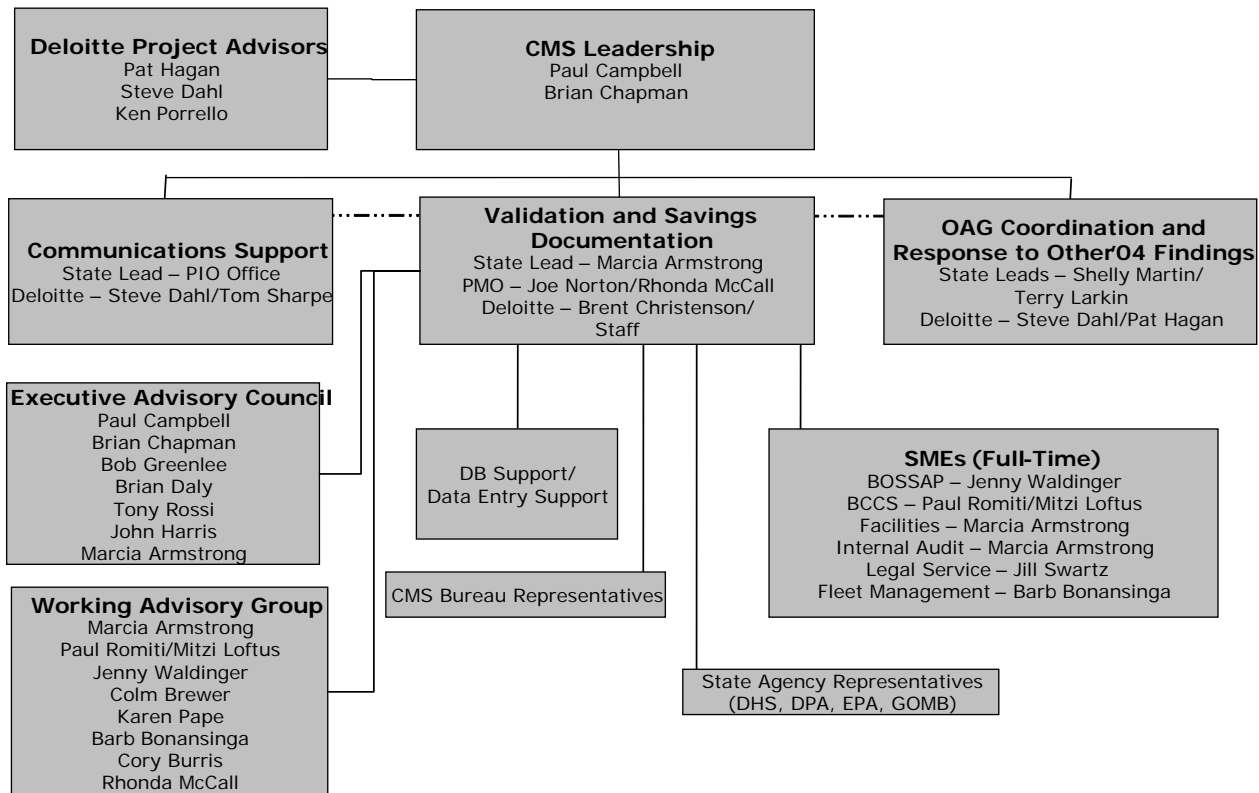 Deloitte Project Advisors
Pat Hagan
Steve Dahl
Ken Porrello
CMS Leadership
Paul Campbell
Brian Chapman
Communications Support
State Lead – PIO Office
Deloitte – Steve Dahl/Tom Sharpe
Validation and Savings
Documentation
State Lead – Marcia Armstrong
PMO – Joe Norton/Rhonda McCall
Deloitte – Brent Christenson/
Staff
OAG Coordination and
Response to Other'04 Findings
State Leads – Shelly Martin/
Terry Larkin
Deloitte – Steve Dahl/Pat Hagan
Executive Advisory Council
Paul Campbell
Brian Chapman
Bob Greenlee
Brian Daly
Tony Rossi
John Harris
Marcia Armstrong
DB Support/
Data Entry Support
SMEs (Full-Time)
BOSSAP – Jenny Waldinger
BCCS – Paul Romiti/Mitzi Loftus
Facilities – Marcia Armstrong
Internal Audit – Marcia Armstrong
Legal Service – Jill Swartz
Fleet Management – Barb Bonansinga
CMS Bureau Representatives
Working Advisory Group
Marcia Armstrong
Paul Romiti/Mitzi Loftus
Jenny Waldinger
Colm Brewer
Karen Pape
Barb Bonansinga
Cory Burris
Rhonda McCall
State Agency Representatives
(DHS, DPA, EPA, GOMB)